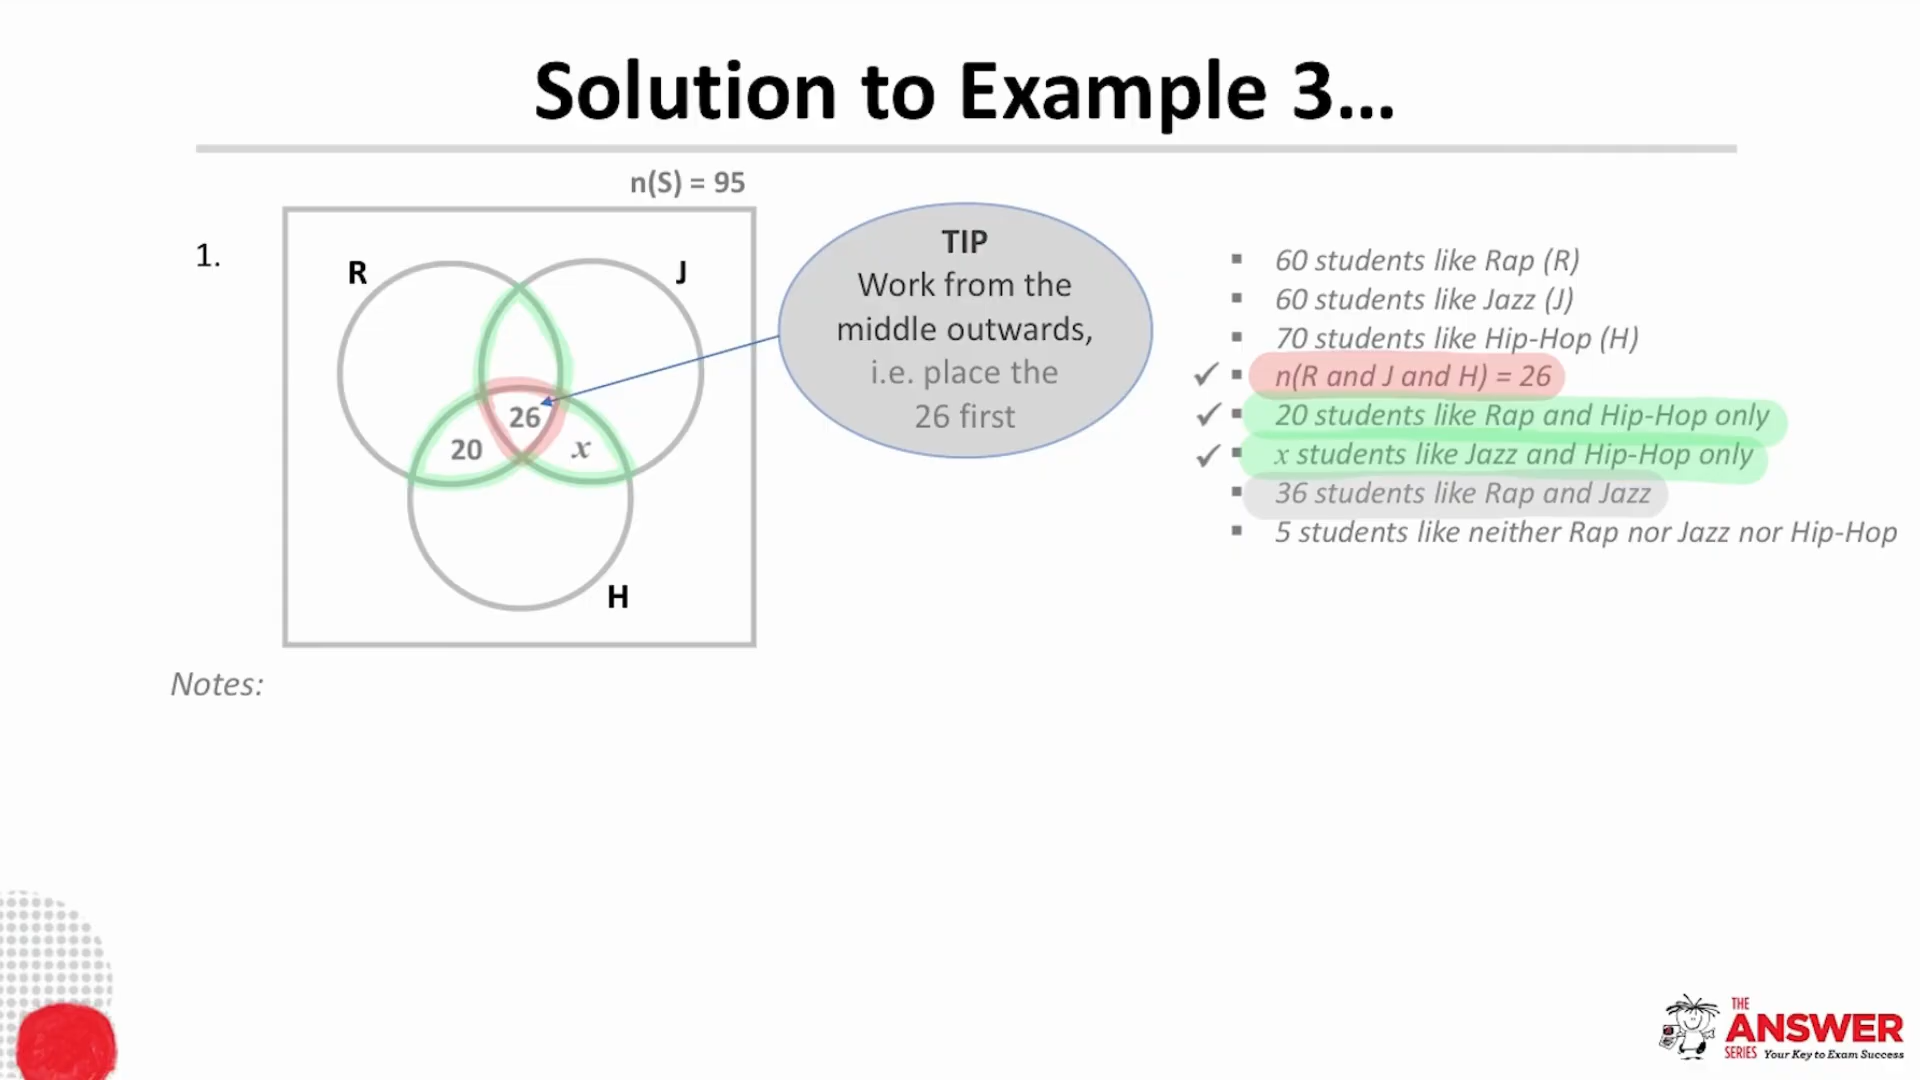 Solution to Example 3...
n(S) = 95
1.
R
J
26
20
x
H
TIP
Work from the
middle outwards,
i.e. place the
26 first
▪ 60 students like Rap (R)
▪ 60 students like Jazz (J)
▪ 70 students like Hip-Hop (H)
✓ ▪ n(R and J and H) = 26
✓ ▪ 20 students like Rap and Hip-Hop only
✓ ▪ x students like Jazz and Hip-Hop only
▪ 36 students like Rap and Jazz
▪ 5 students like neither Rap nor Jazz nor Hip-Hop
Notes:
THE
ANSWER
SERIES Your Key to Exam Success